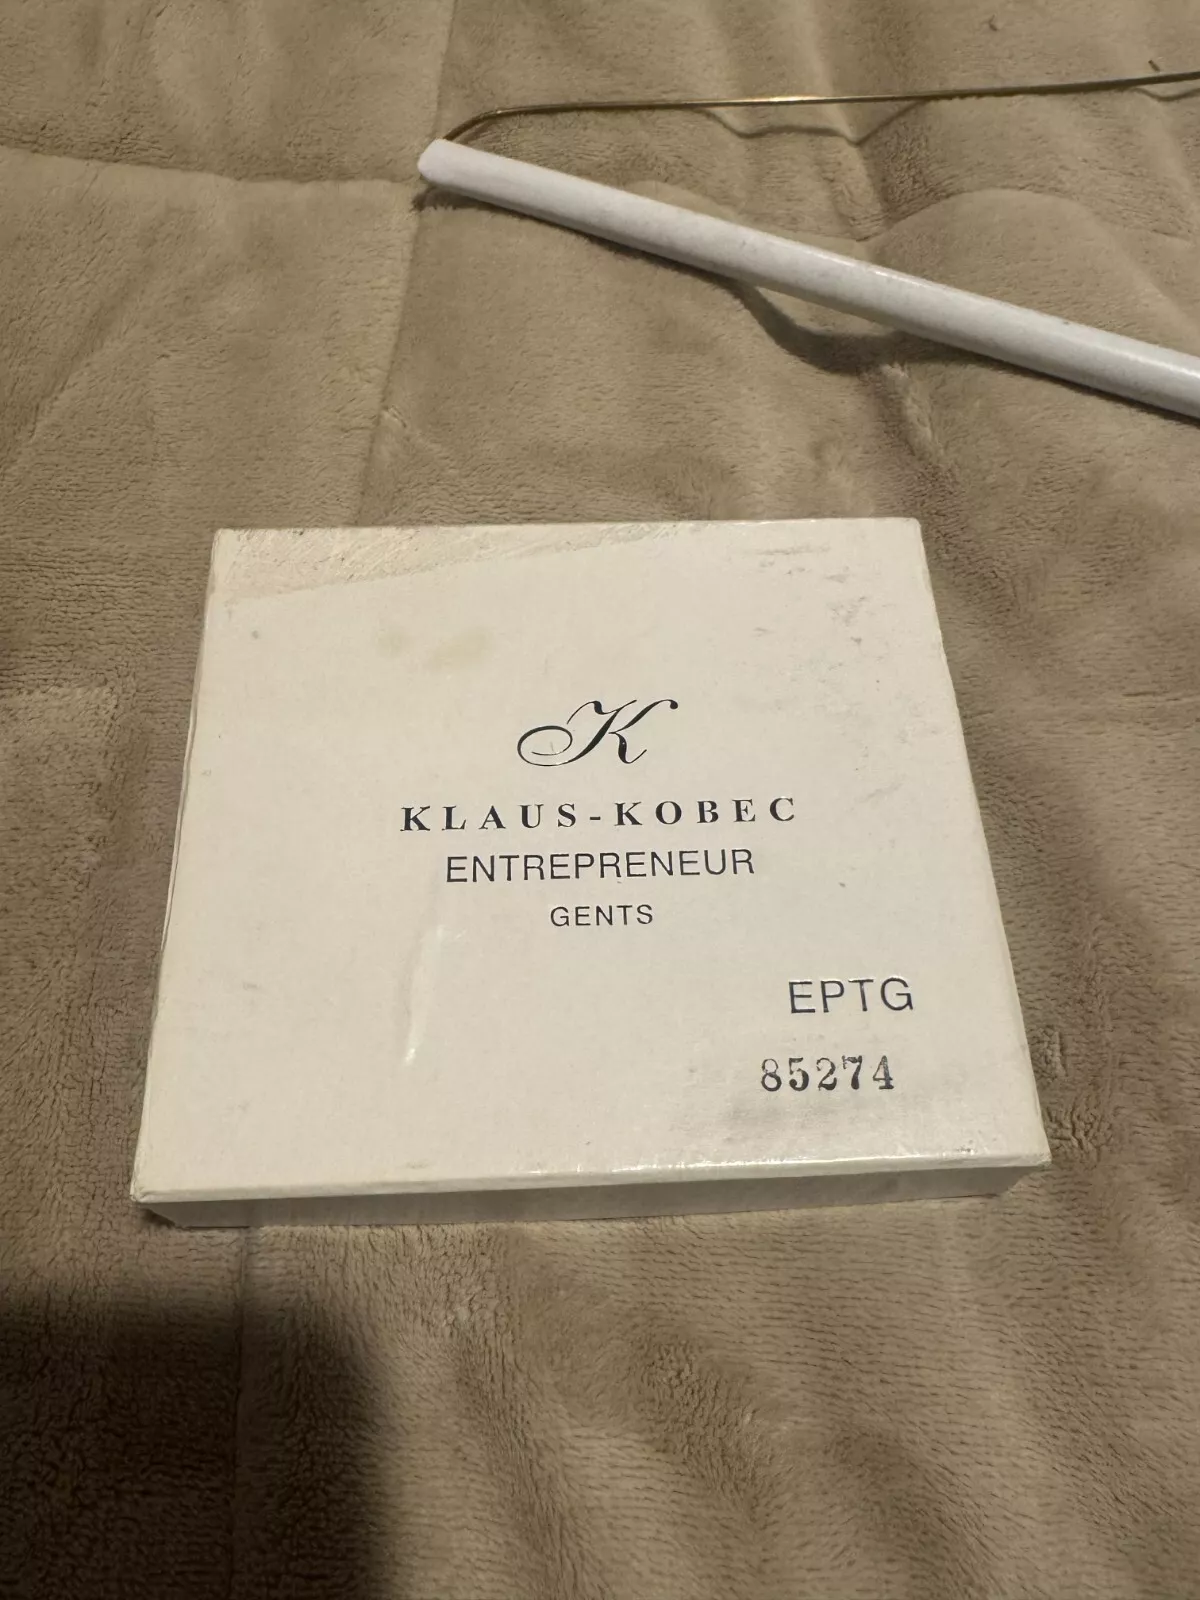 K
KLAUS-KOBEC
ENTREPRENEUR
GENTS
EPTG
85274